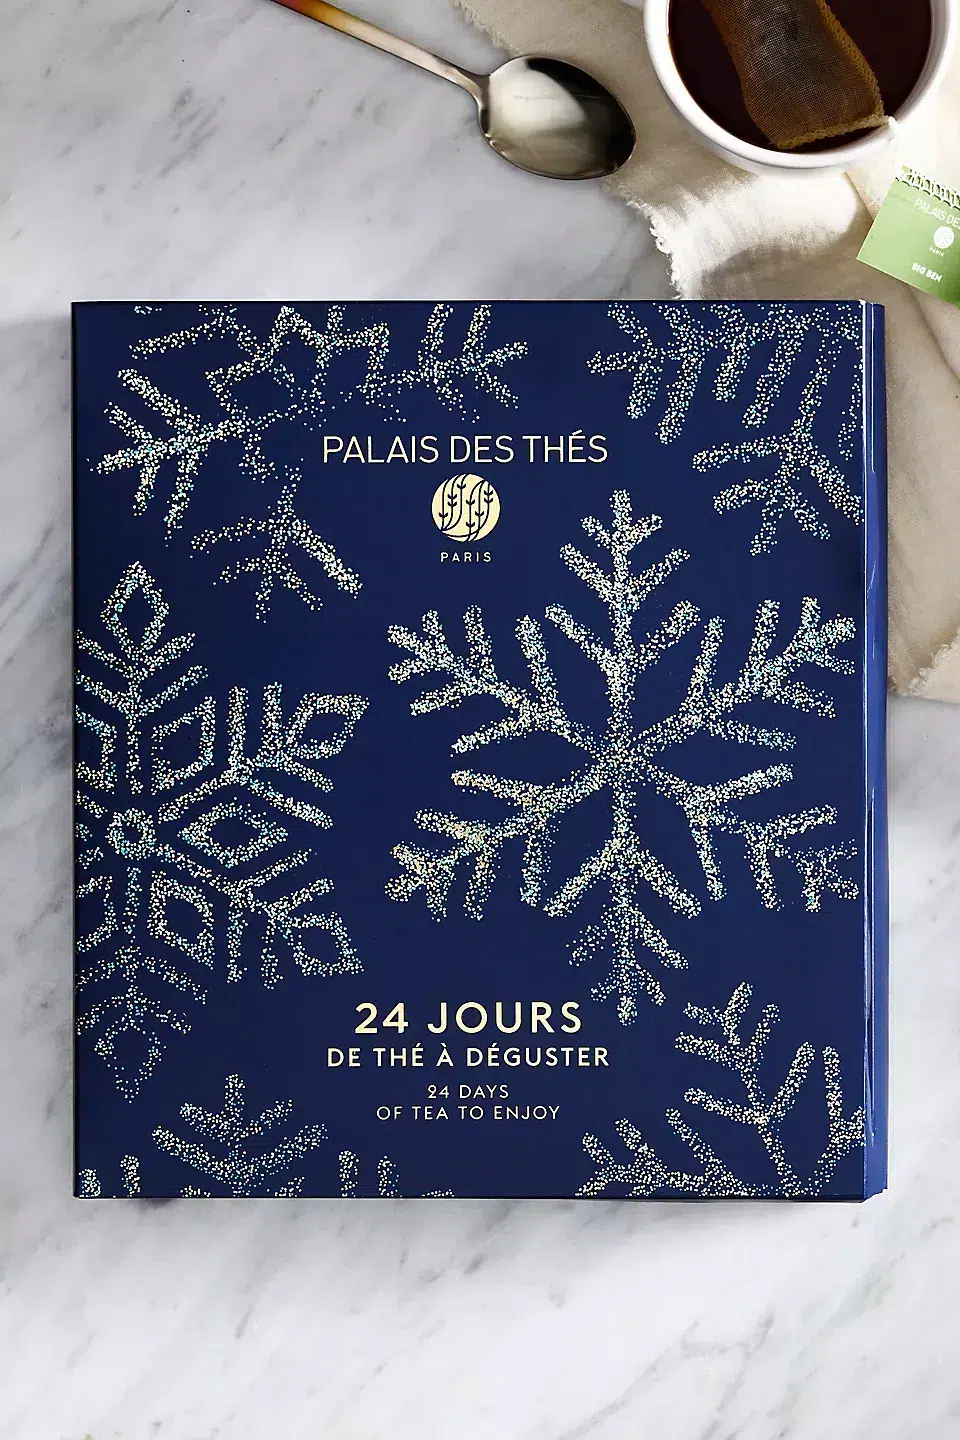 PALAIS DES
PARIS
BIG BEN
PALAIS DES THÉS
PARIS
24 JOURS
DE THÉ À DÉGUSTER
24 DAYS
OF TEA TO ENJOY